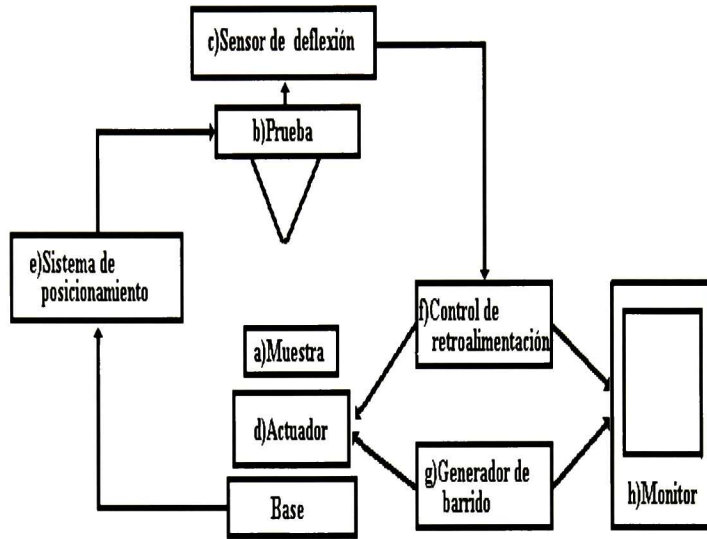 c)Sensor de deflexión
b)Prueba
e)Sistema de
posicionamiento
f)Control de
retroalimentación
a)Muestra
d)Actuador
g)Generador de
barrido
h)Monitor
Base